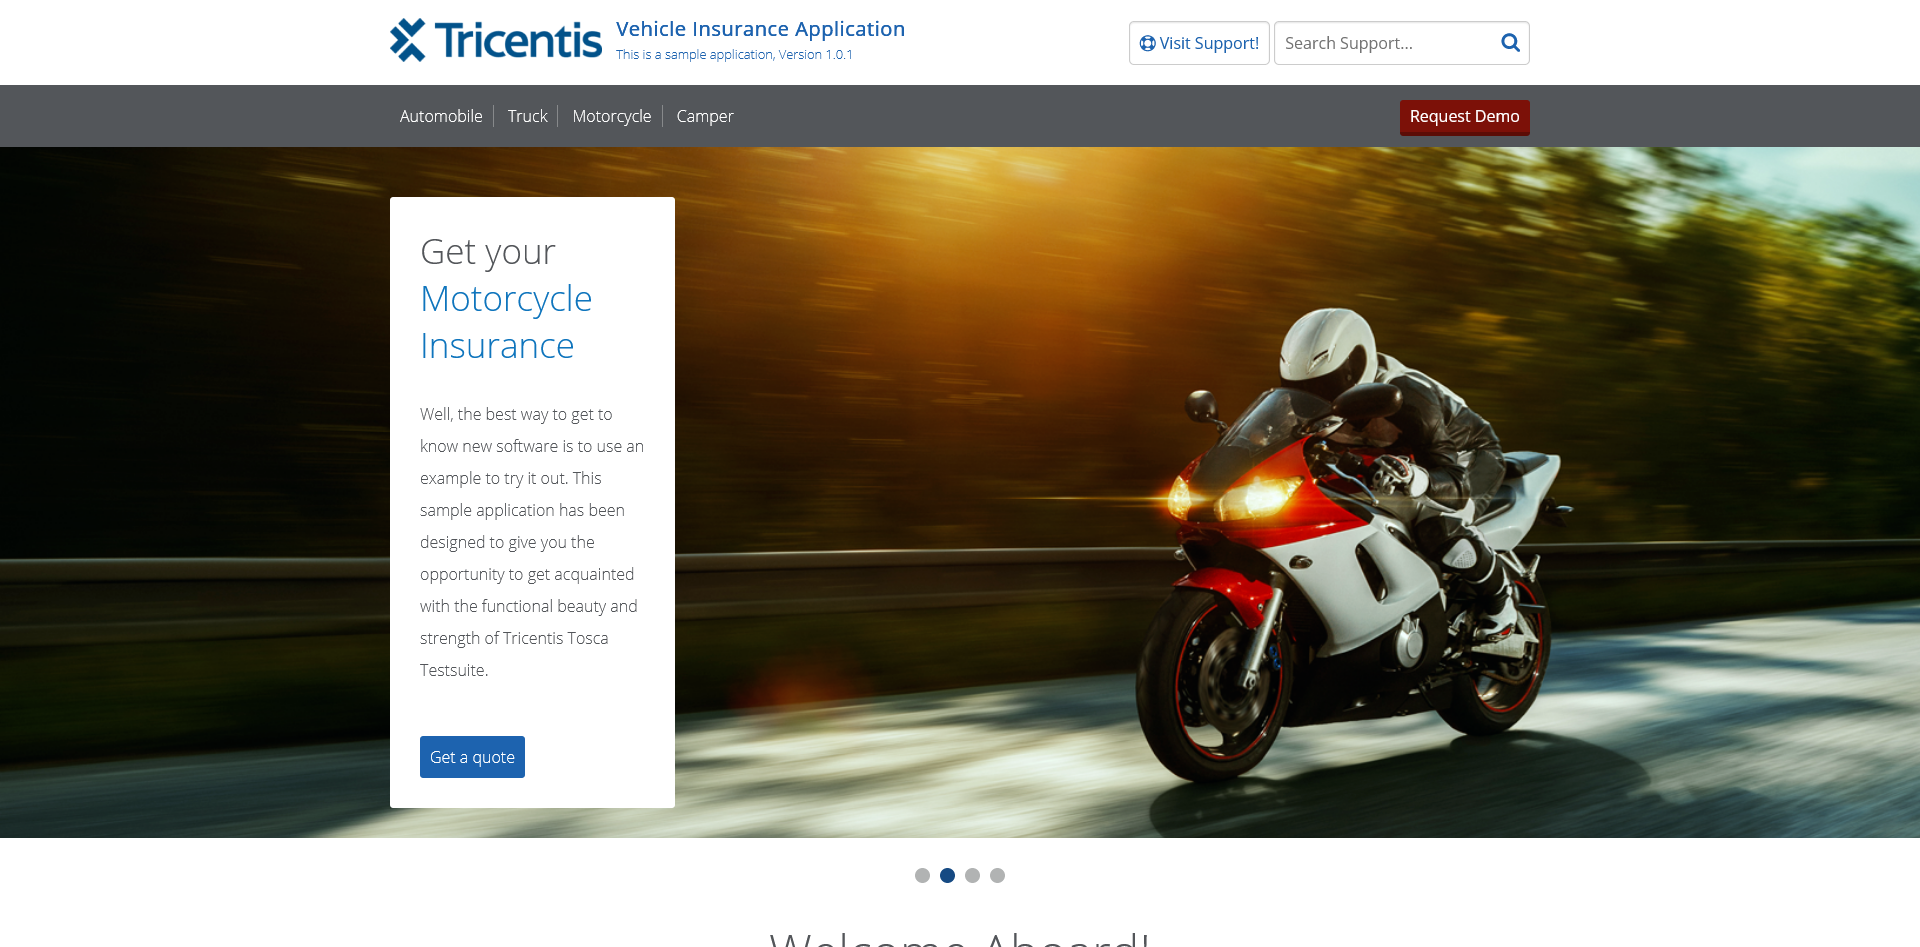 Tricentis
Vehicle Insurance Application
This is a sample application, Version 1.0.1
Visit Support!
Search Support...
Automobile
Truck
Motorcycle
Camper
Request Demo
Get your
Motorcycle
Insurance
Well, the best way to get to
know new software is to use an
example to try it out. This
sample application has been
designed to give you the
opportunity to get acquainted
with the functional beauty and
strength of Tricentis Tosca
Testsuite.
Get a quote
Welcome Aboard!